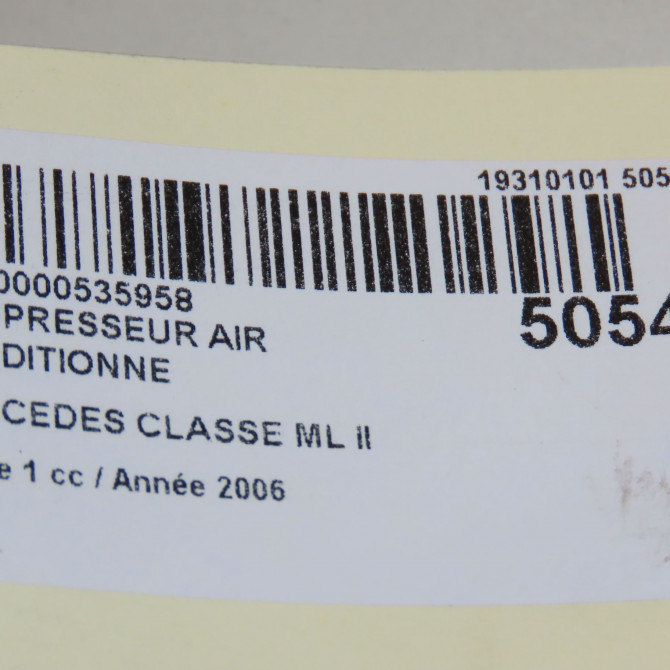 19310101 505
0000535958
5054
PRESSEUR AIR
DITIONNE
CEDES CLASSE ML II
e 1 cc / Année 2006